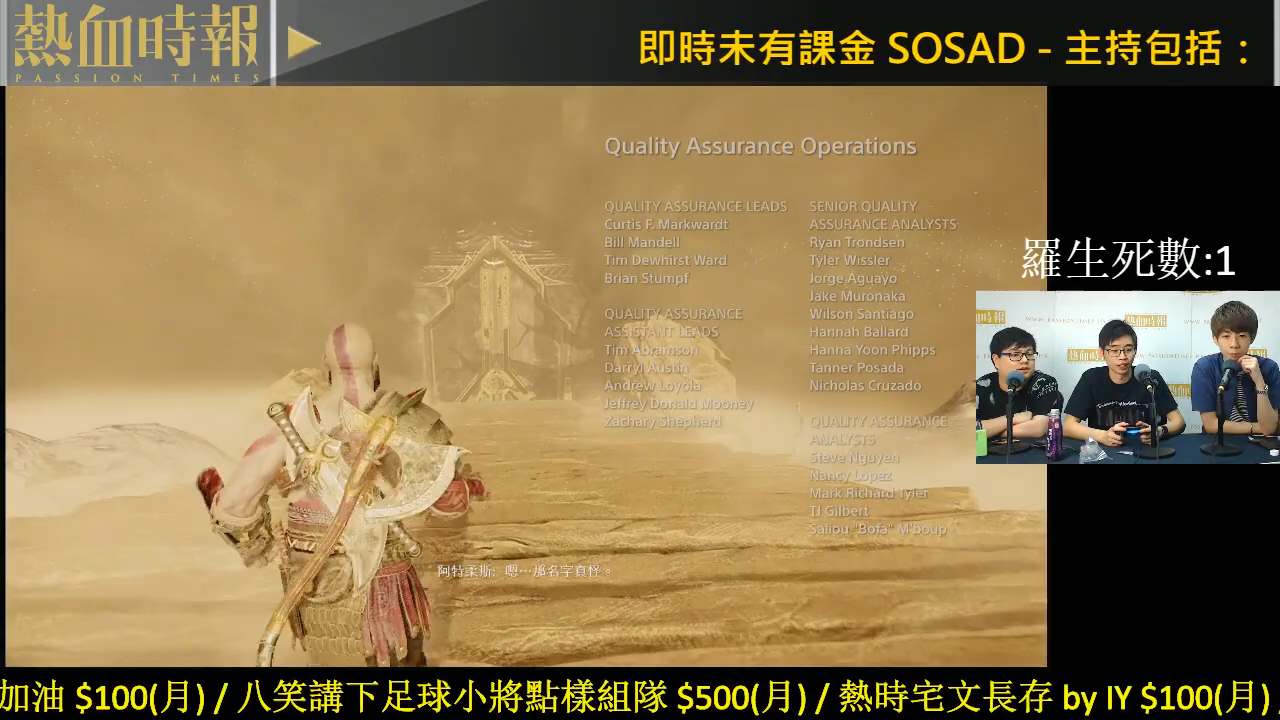 熱血時報
PASSION TIMES
即時未有課金 SOSAD - 主持包括：
Quality Assurance Operations
QUALITY ASSURANCE LEADS
Curtis F. Markwardt
Bill Mandell
Tim Dewhirst Ward
Brian Stumpf
QUALITY ASSURANCE
ASSISTANT LEADS
Tim Abramson
Darryl Austin
Andrew Loyola
Jeffrey Donald Mooney
Zachary Shepherd
SENIOR QUALITY
ASSURANCE ANALYSTS
Ryan Trondsen
Tyler Wissler
Jorge Aguayo
Jake Muronaka
Wilson Santiago
Hannah Ballard
Hanna Yoon Phipps
Tanner Posada
Nicholas Cruzado
QUALITY ASSURANCE
ANALYSTS
Steve Nguyen
Nancy Lopez
Mark Richard Tyler
TJ Gilbert
Saliou "Bofa" M'boup
羅生死數:1
阿特柔斯: 嗯…那名字真怪。
加油 $100(月) / 八笑講下足球小將點樣組隊 $500(月) / 熱時宅文長存 by IY $100(月)